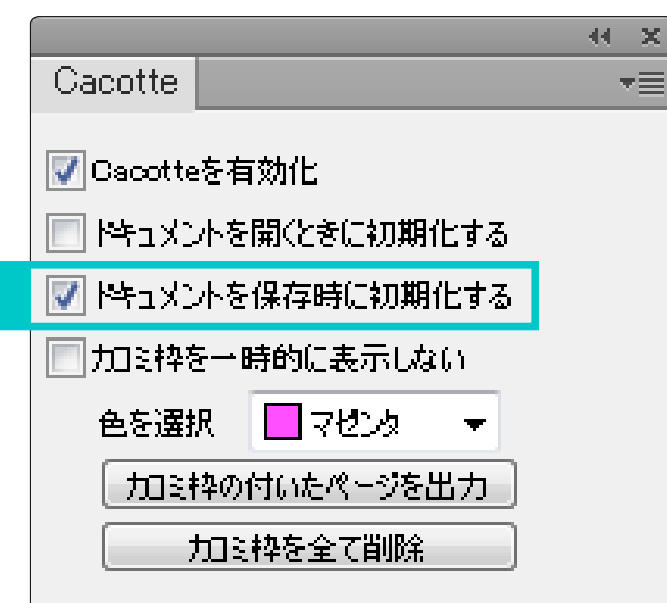 Cacotte
Cacotteを有効化
ドキュメントを開くときに初期化する
ドキュメントを保存時に初期化する
カコミ枠を一時的に表示しない
色を選択 マゼンタ
カコミ枠の付いたページを出力
カコミ枠を全て削除